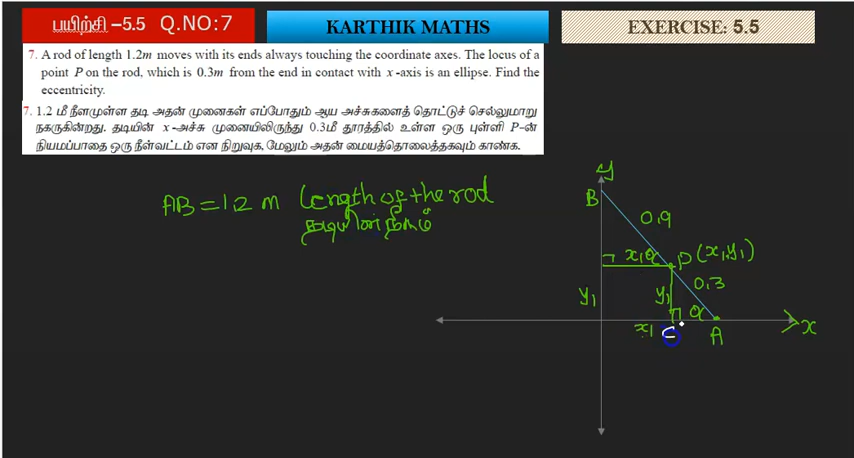 பயிற்சி –5.5 Q.NO:7
KARTHIK MATHS
EXERCISE: 5.5
7. A rod of length 1.2m moves with its ends always touching the coordinate axes. The locus of a
point P on the rod, which is 0.3m from the end in contact with x-axis is an ellipse. Find the
eccentricity.
7. 1.2 மீ நீளமுள்ள தடி அதன் முனைகள் எப்போதும் ஆய அச்சுகளைத் தொட்டுச் செல்லுமாறு
நகருகின்றது. தடியின் x-அச்சு முனையிலிருந்து 0.3மீ தூரத்தில் உள்ள ஒரு புள்ளி P-ன்
நியமப்பாதை ஒரு நீள்வட்டம் என நிறுவுக, மேலும் அதன் மையத்தொலைத்தகவும் காண்க.
AB = 1.2 m Length of the rod
தடியின் நீளம்
y
B
0.9
x1 α P(x1, y1)
0.3
y1 y1
α
x1 A x